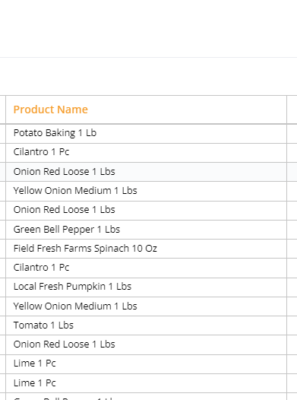 Product Name
Potato Baking 1 Lb
Cilantro 1 Pc
Onion Red Loose 1 Lbs
Yellow Onion Medium 1 Lbs
Onion Red Loose 1 Lbs
Green Bell Pepper 1 Lbs
Field Fresh Farms Spinach 10 Oz
Cilantro 1 Pc
Local Fresh Pumpkin 1 Lbs
Yellow Onion Medium 1 Lbs
Tomato 1 Lbs
Onion Red Loose 1 Lbs
Lime 1 Pc
Lime 1 Pc